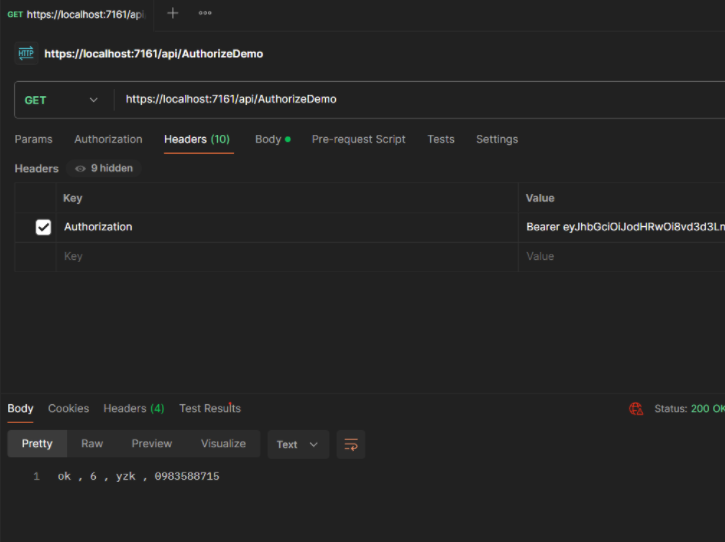 GET https://localhost:7161/api
HTTP https://localhost:7161/api/AuthorizeDemo
GET https://localhost:7161/api/AuthorizeDemo
Params Authorization Headers (10) Body Pre-request Script Tests Settings
Headers 9 hidden
Key Value
Authorization Bearer eyJhbGciOiJodHRwOi8vd3d3Ln
Key Value
Body Cookies Headers (4) Test Results Status: 200 OK
Pretty Raw Preview Visualize Text
1 ok , 6 , yzk , 0983588715